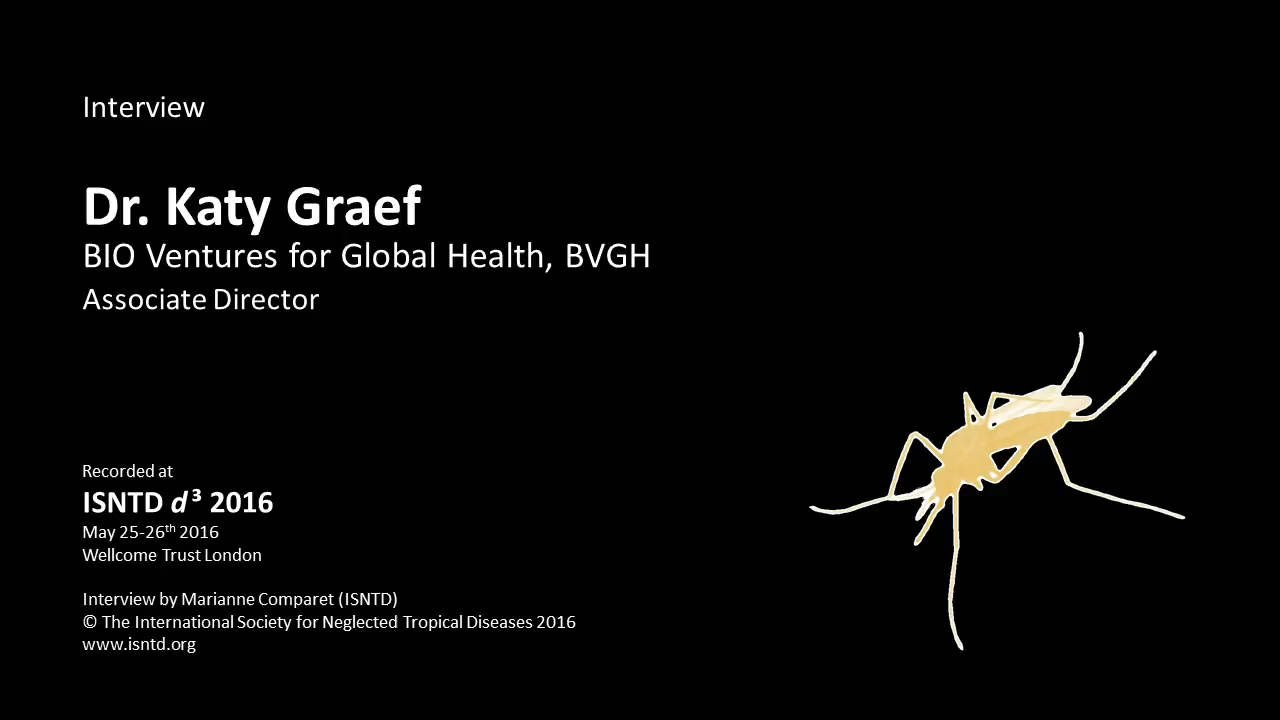 Interview
Dr. Katy Graef
BIO Ventures for Global Health, BVGH
Associate Director
Recorded at
ISNTD d³ 2016
May 25-26th 2016
Wellcome Trust London
Interview by Marianne Comparet (ISNTD)
© The International Society for Neglected Tropical Diseases 2016
www.isntd.org